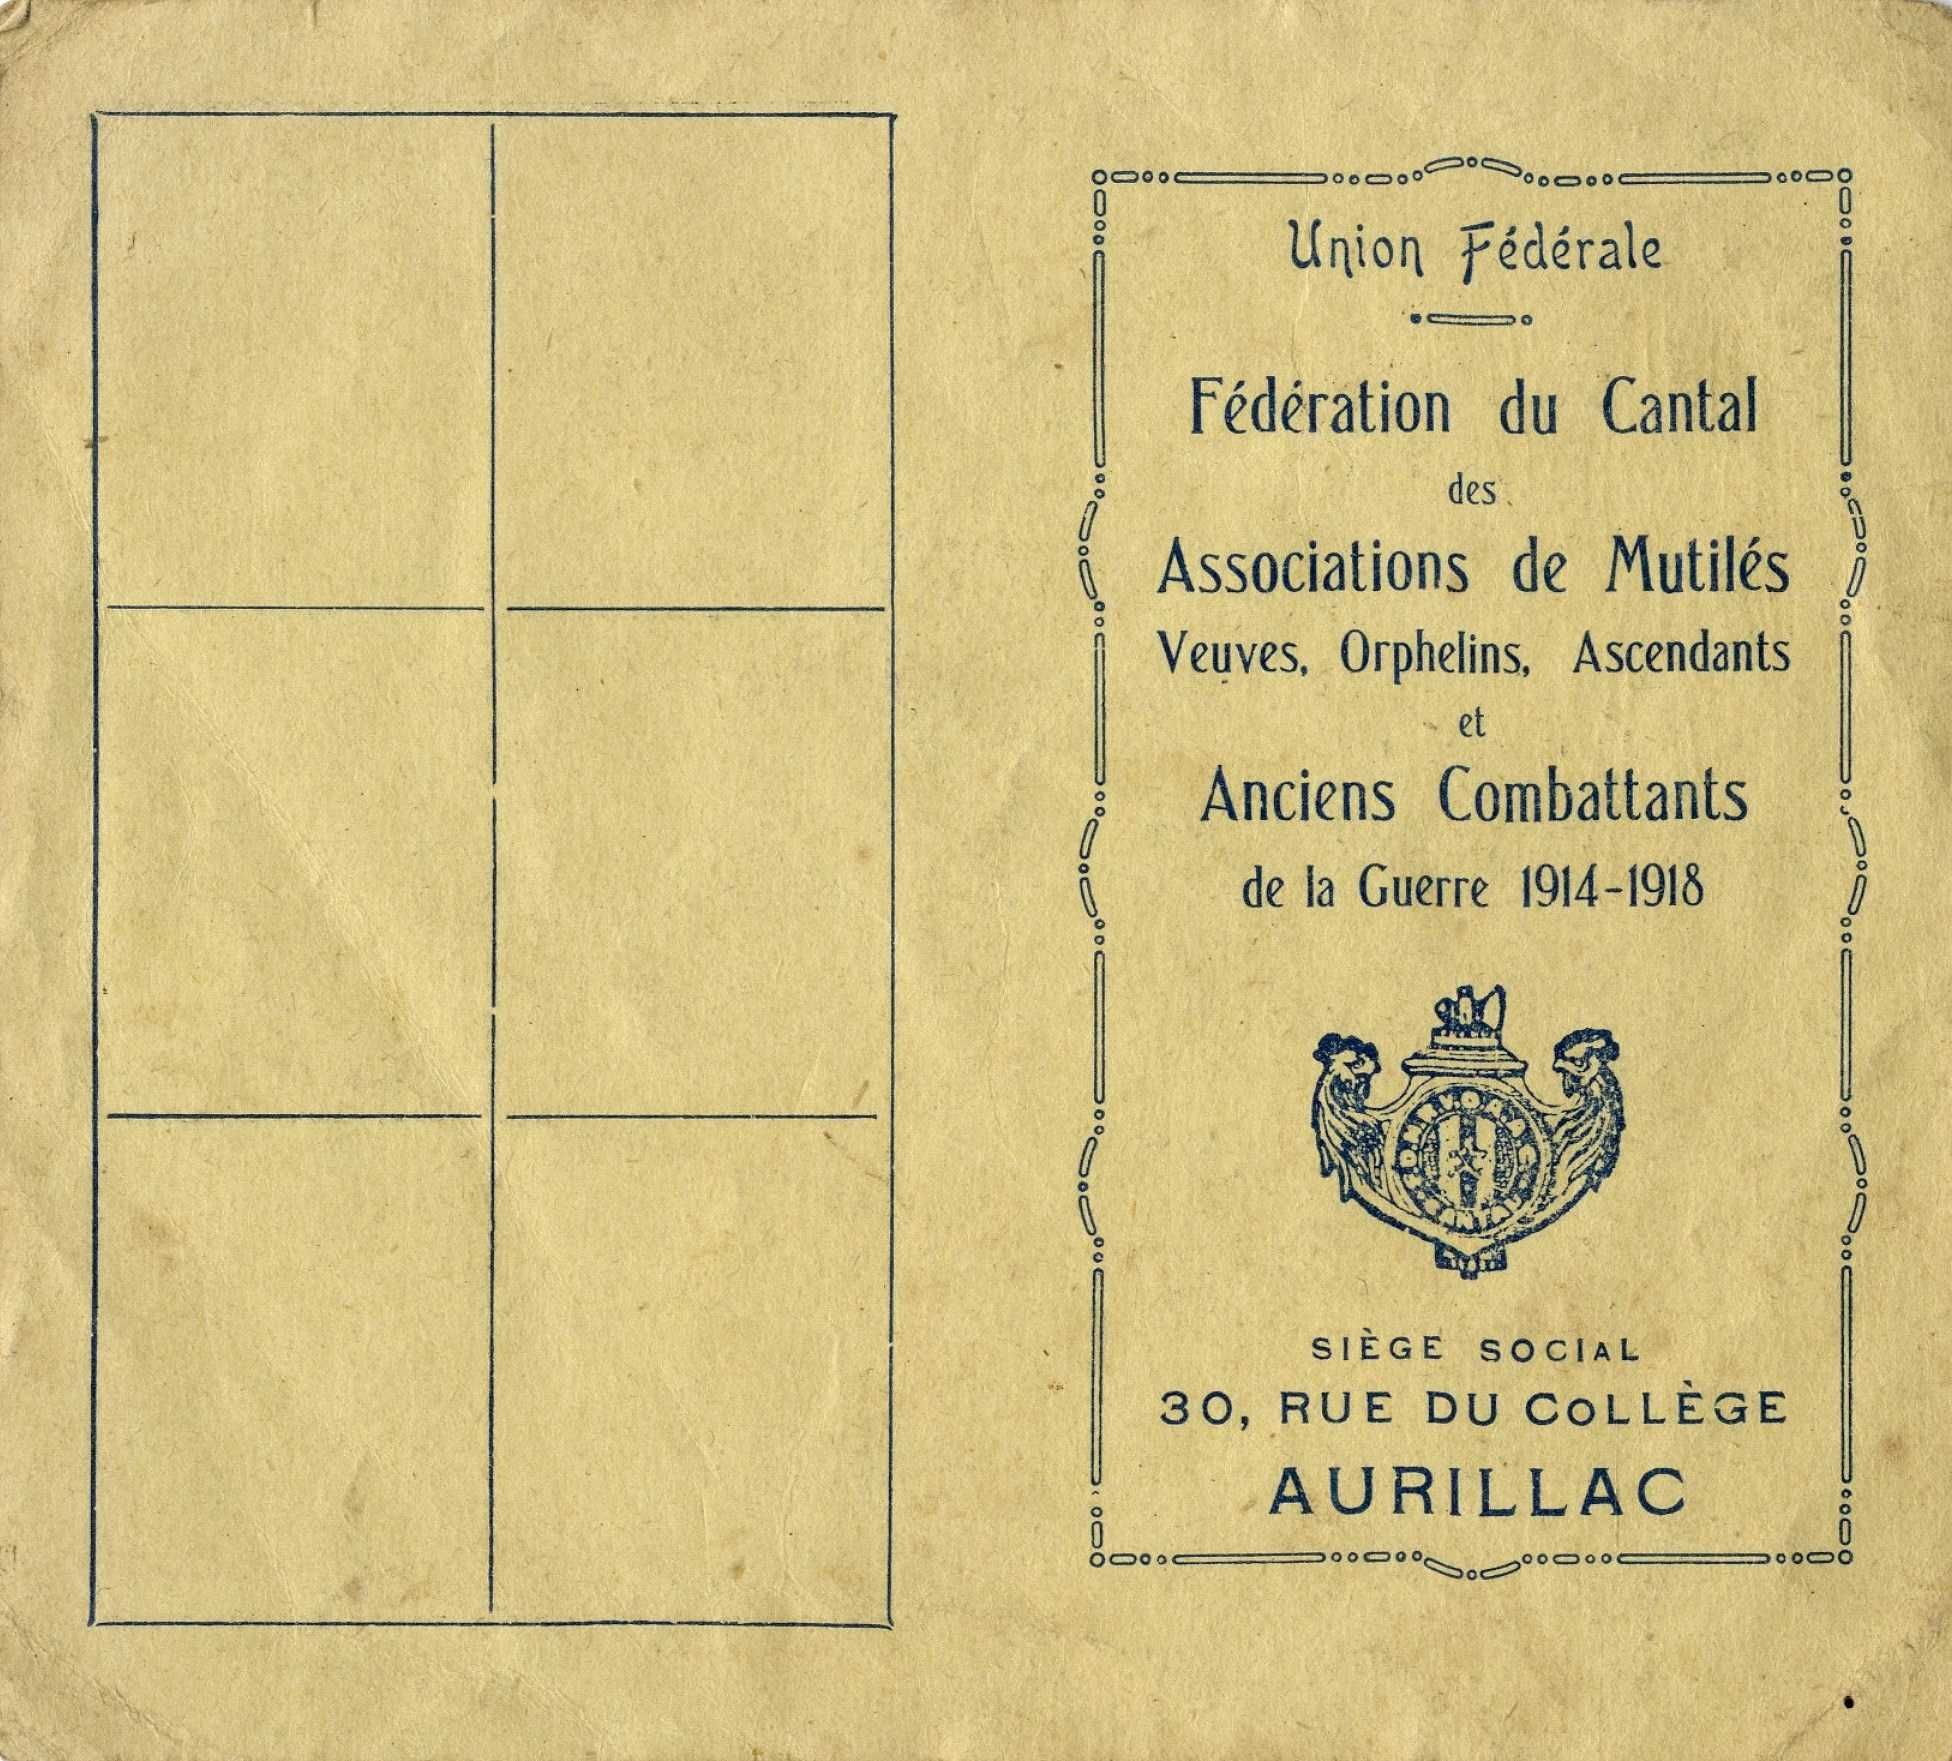 Union Fédérale
Fédération du Cantal
des
Associations de Mutilés
Veuves, Orphelins, Ascendants
et
Anciens Combattants
de la Guerre 1914-1918
SIÈGE SOCIAL
30, RUE DU COLLÈGE
AURILLAC